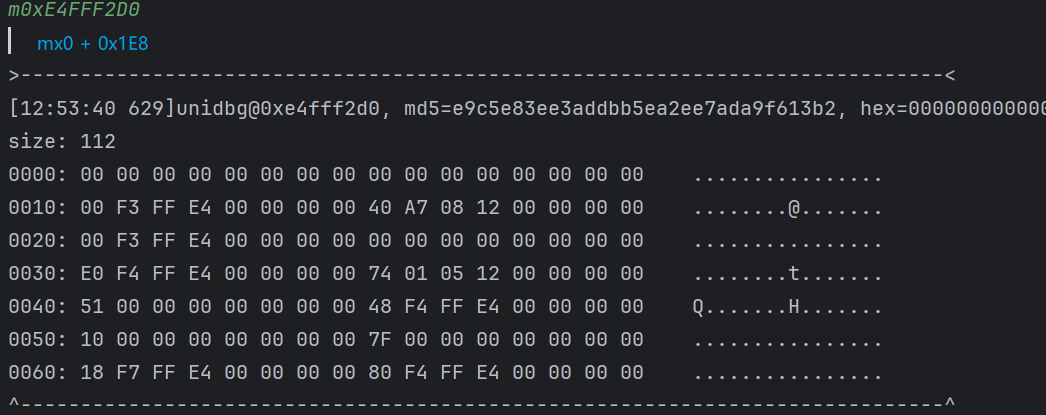 m0xE4FFF2D0
mx0 + 0x1E8
>-----------------------------------------------------------------------------<
[12:53:40 629]unidbg@0xe4fff2d0, md5=e9c5e83ee3addbb5ea2ee7ada9f613b2, hex=000000000000
size: 112
0000: 00 00 00 00 00 00 00 00 00 00 00 00 00 00 00 00    ................
0010: 00 F3 FF E4 00 00 00 00 40 A7 08 12 00 00 00 00    ........@.......
0020: 00 F3 FF E4 00 00 00 00 00 00 00 00 00 00 00 00    ................
0030: E0 F4 FF E4 00 00 00 00 74 01 05 12 00 00 00 00    ........t.......
0040: 51 00 00 00 00 00 00 00 48 F4 FF E4 00 00 00 00    Q.......H.......
0050: 10 00 00 00 00 00 00 00 7F 00 00 00 00 00 00 00    ................
0060: 18 F7 FF E4 00 00 00 00 80 F4 FF E4 00 00 00 00    ................
^-----------------------------------------------------------------------------^